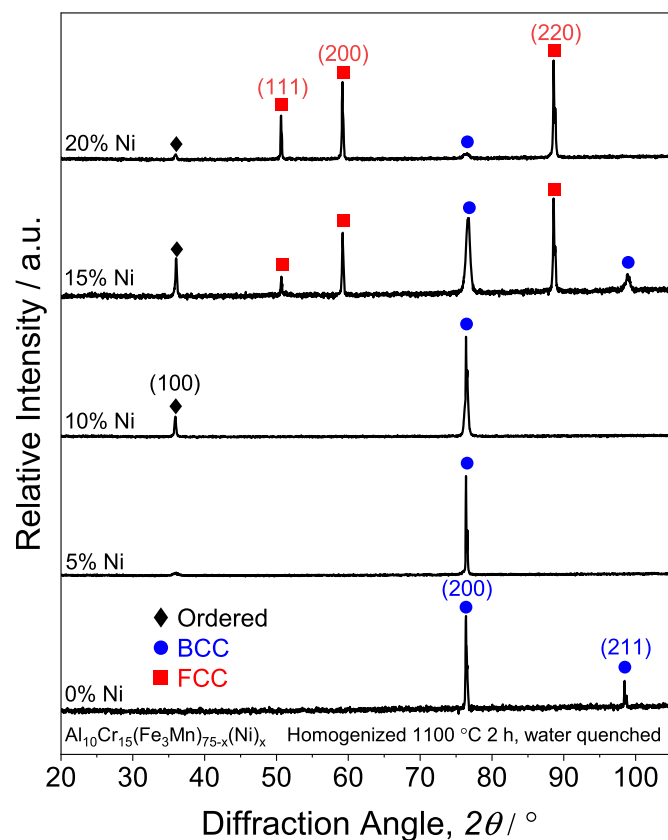 (220)
(200)
(111)
20% Ni
15% Ni
(100)
10% Ni
5% Ni
(200)
Ordered
BCC
(211)
FCC
0% Ni
Al₁₀Cr₁₅(Fe₃Mn)₇₅₋ₓ(Ni)ₓ Homogenized 1100 °C 2 h, water quenched
20 30 40 50 60 70 80 90 100
Diffraction Angle, 2θ / °
Relative Intensity / a.u.